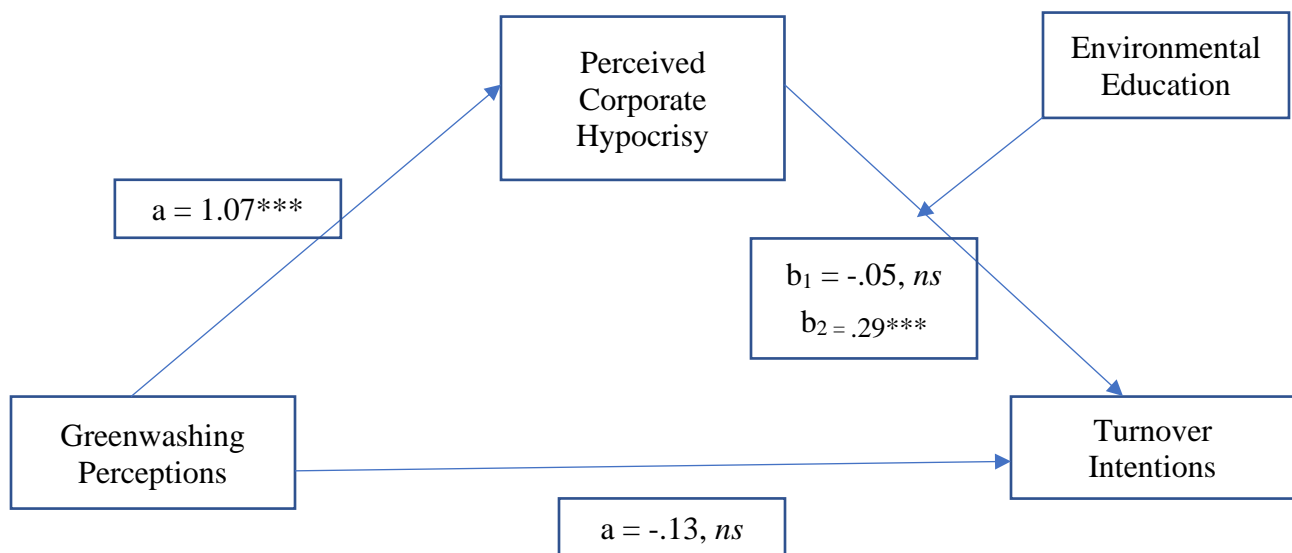 Perceived
Corporate
Hypocrisy
Environmental
Education
a = 1.07***
b₁ = -.05, ns
b₂ = .29***
Greenwashing
Perceptions
Turnover
Intentions
a = -.13, ns